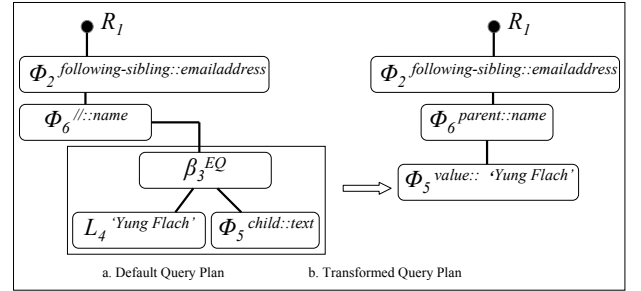 R1
R1
Φ2 following-sibling::emailaddress
Φ2 following-sibling::emailaddress
Φ6 //::name
Φ6 parent::name
β3 EQ
Φ5 value:: ‘Yung Flach’
L4 ‘Yung Flach’
Φ5 child::text
a. Default Query Plan
b. Transformed Query Plan